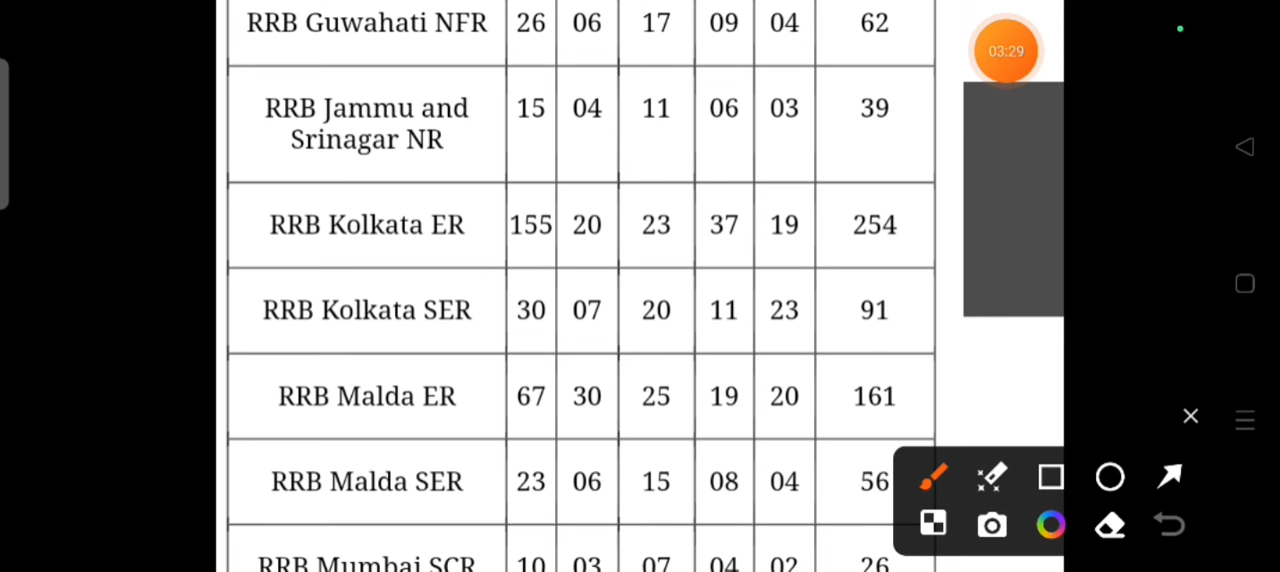 RRB Guwahati NFR 26 06 17 09 04 62
03:29
RRB Jammu and Srinagar NR 15 04 11 06 03 39
RRB Kolkata ER 155 20 23 37 19 254
RRB Kolkata SER 30 07 20 11 23 91
RRB Malda ER 67 30 25 19 20 161
RRB Malda SER 23 06 15 08 04 56
RRB Mumbai SCR 10 03 07 04 02 26